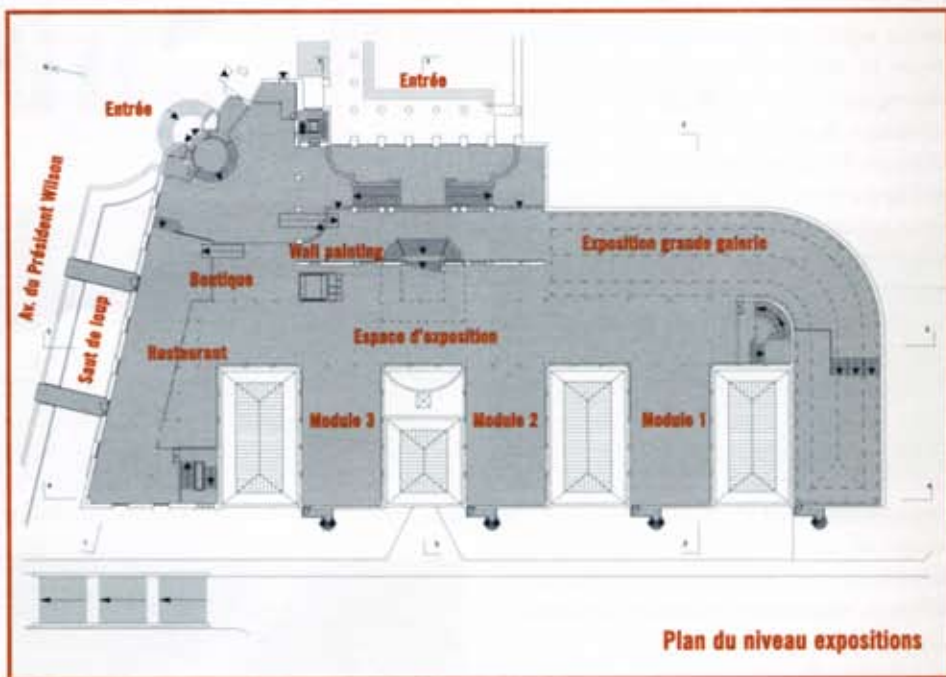 Entrée
Entrée
Av. du Président Wilson
Saut de loup
Wall painting
Exposition grande galerie
Boutique
Espace d'exposition
Restaurant
Module 3
Module 2
Module 1
Plan du niveau expositions